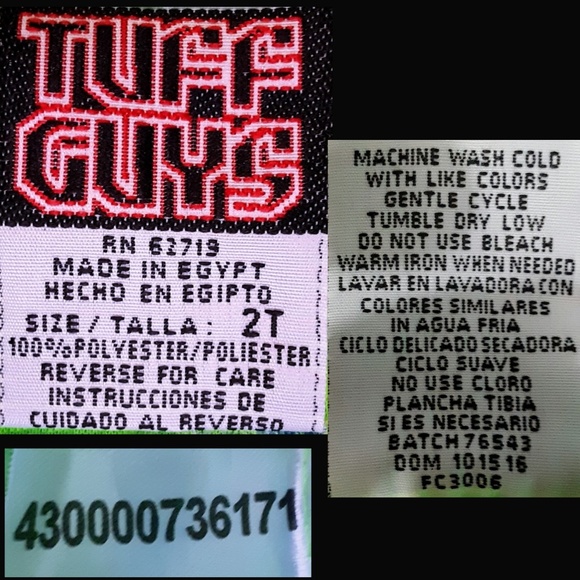 TUFF
GUYS
RN 62719
MADE IN EGYPT
HECHO EN EGIPTO
SIZE / TALLA: 2T
100%POLYESTER/POLIESTER
REVERSE FOR CARE
INSTRUCCIONES DE
CUIDADO AL REVERSO
MACHINE WASH COLD
WITH LIKE COLORS
GENTLE CYCLE
TUMBLE DRY LOW
DO NOT USE BLEACH
WARM IRON WHEN NEEDED
LAVAR EN LAVADORA CON
COLORES SIMILARES
IN AGUA FRIA
CICLO DELICADO SECADORA
CICLO SUAVE
NO USE CLORO
PLANCHA TIBIA
SI ES NECESARIO
BATCH 76543
DOM 101516
FC3006
430000736171